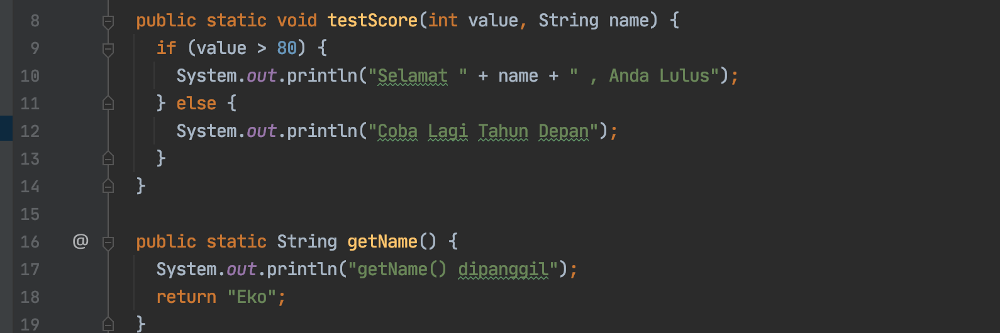 8 public static void testScore(int value, String name) {
9 if (value > 80) {
10 System.out.println("Selamat " + name + " , Anda Lulus");
11 } else {
12 System.out.println("Coba Lagi Tahun Depan");
13 }
14 }
15
16 @ public static String getName() {
17 System.out.println("getName() dipanggil");
18 return "Eko";
19 }